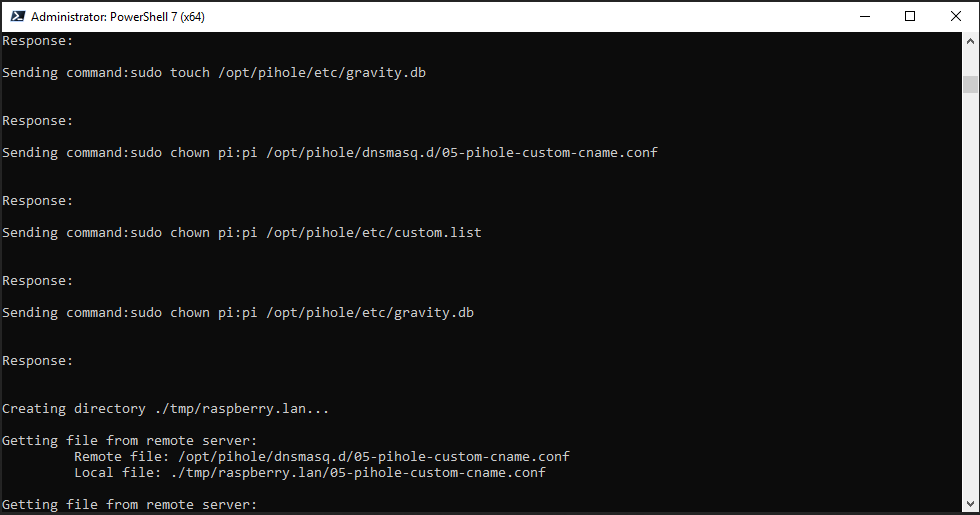 Administrator: PowerShell 7 (x64)
Response:
Sending command:sudo touch /opt/pihole/etc/gravity.db
Response:
Sending command:sudo chown pi:pi /opt/pihole/dnsmasq.d/05-pihole-custom-cname.conf
Response:
Sending command:sudo chown pi:pi /opt/pihole/etc/custom.list
Response:
Sending command:sudo chown pi:pi /opt/pihole/etc/gravity.db
Response:
Creating directory ./tmp/raspberry.lan...
Getting file from remote server:
Remote file: /opt/pihole/dnsmasq.d/05-pihole-custom-cname.conf
Local file: ./tmp/raspberry.lan/05-pihole-custom-cname.conf
Getting file from remote server: